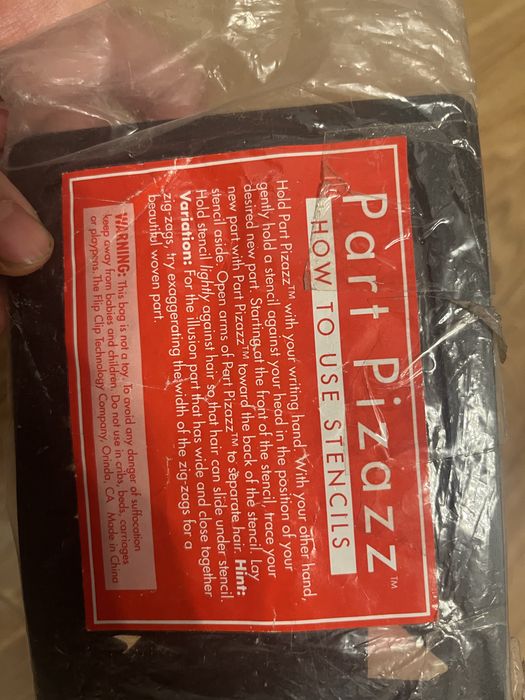 Part Pizazz™
HOW TO USE STENCILS
Hold Part Pizazz™ with your writing hand. With your other hand,
gently hold a stencil against your head in the position of your
desired new part. Starting at the front of the stencil, trace your
new part with Part Pizazz™ toward the back of the stencil. Lay
stencil aside. Open arms of Part Pizazz™ to separate hair. Hint:
Hold stencil lightly against hair so that hair can slide under stencil.
Variation: For the illusion part that has wide and close together
zig-zags, try exaggerating the width of the zig-zags for a
beautiful woven part.
WARNING: This bag is not a toy. To avoid any danger of suffocation
keep away from babies and children. Do not use in cribs, beds, carriages
or playpens. The Flip Clip Technology Company, Orinda, CA Made in China